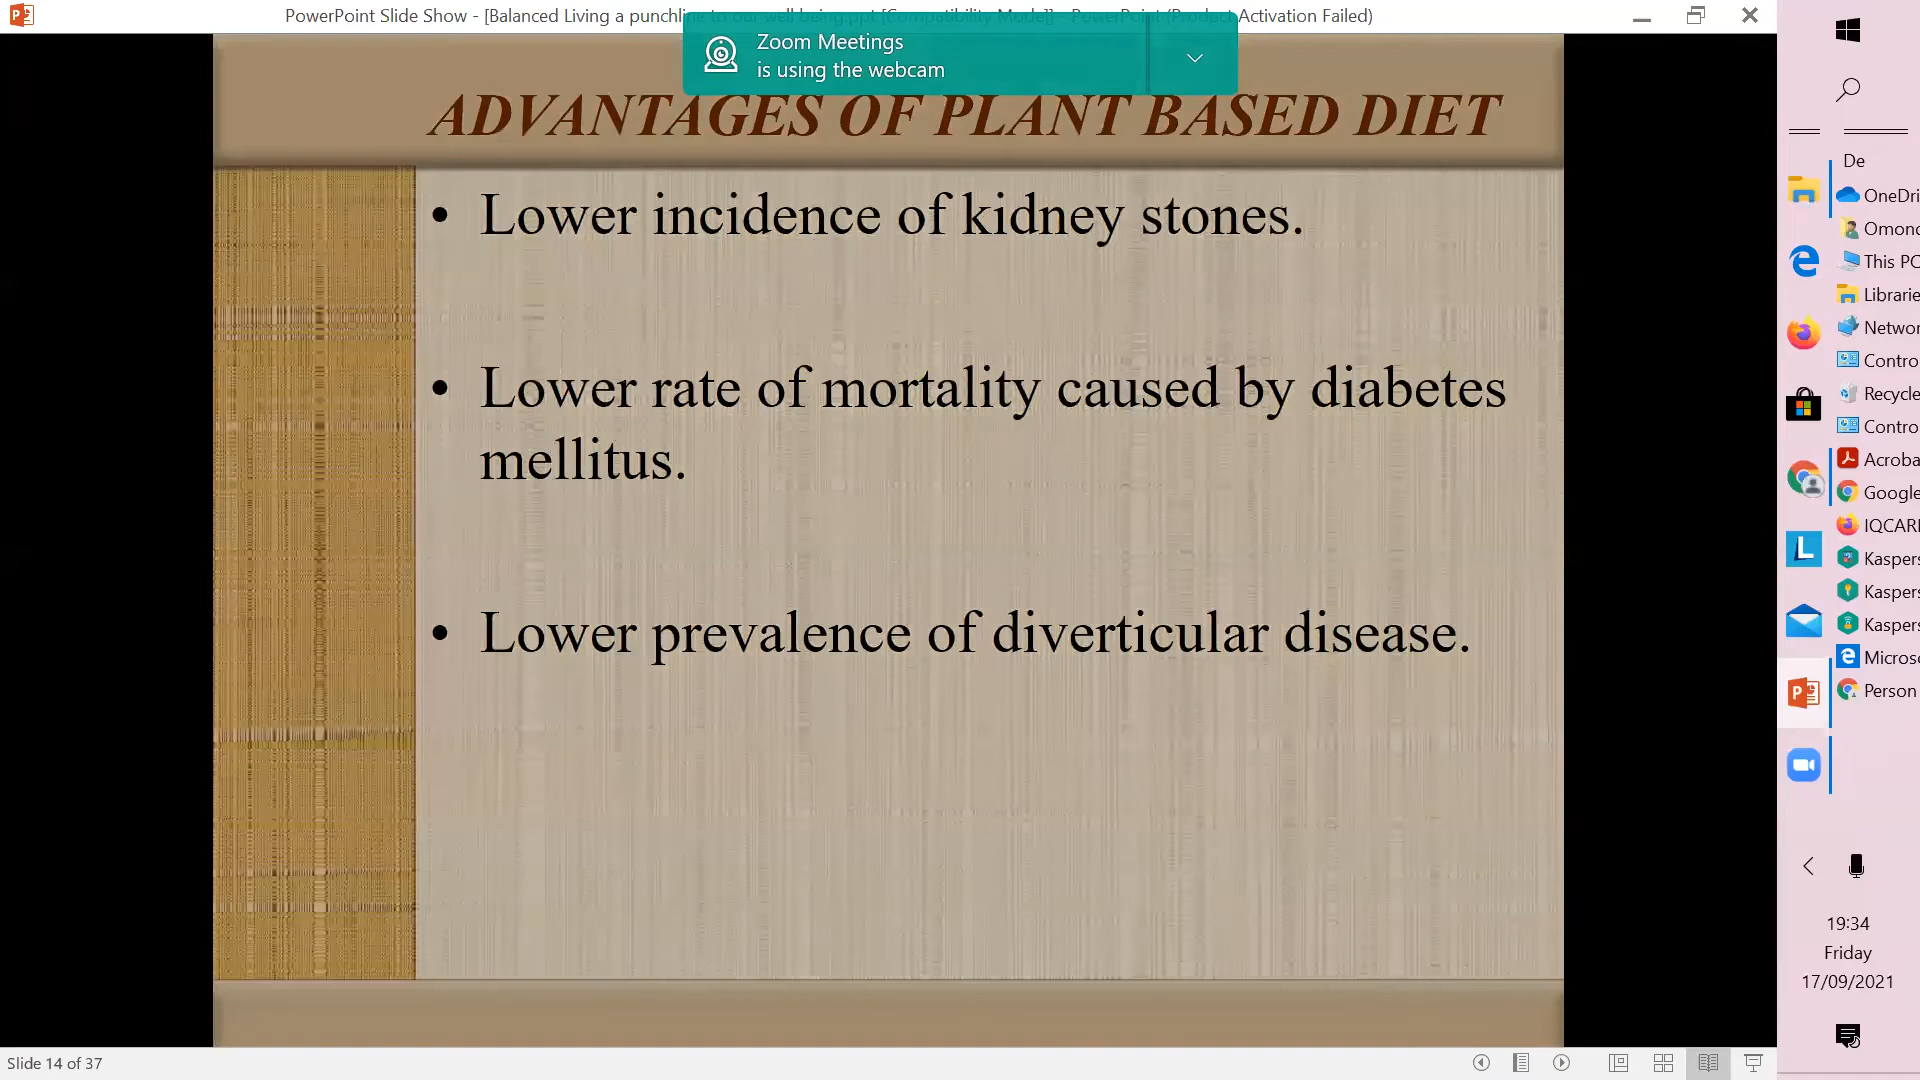 PowerPoint Slide Show - [Balanced Living a punchline to our well being.ppt [Compatibility Mode]] - PowerPoint (Product Activation Failed)
Zoom Meetings
is using the webcam
ADVANTAGES OF PLANT BASED DIET
• Lower incidence of kidney stones.
• Lower rate of mortality caused by diabetes
mellitus.
• Lower prevalence of diverticular disease.
Slide 14 of 37
De
OneDri
Omond
This PC
Librarie
Networ
Contro
Recycle
Contro
Acroba
Google
IQCARE
Kaspers
Kaspers
Kaspers
Microso
Person
19:34
Friday
17/09/2021